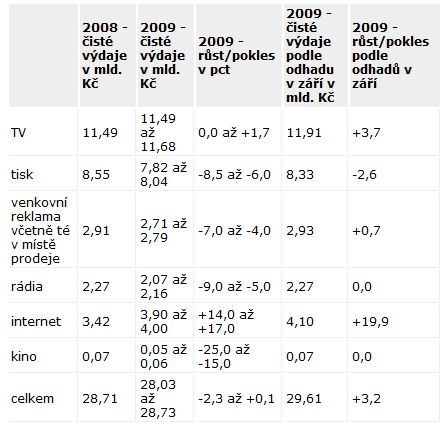 2008 - čisté výdaje v mld. Kč
2009 - čisté výdaje v mld. Kč
2009 - růst/pokles v pct
2009 - čisté výdaje podle odhadu v září v mld. Kč
2009 - růst/pokles podle odhadů v září
TV 11,49 11,49 až 11,68 0,0 až +1,7 11,91 +3,7
tisk 8,55 7,82 až 8,04 -8,5 až -6,0 8,33 -2,6
venkovní reklama včetně té v místě prodeje 2,91 2,71 až 2,79 -7,0 až -4,0 2,93 +0,7
rádia 2,27 2,07 až 2,16 -9,0 až -5,0 2,27 0,0
internet 3,42 3,90 až 4,00 +14,0 až +17,0 4,10 +19,9
kino 0,07 0,05 až 0,06 -25,0 až -15,0 0,07 0,0
celkem 28,71 28,03 až 28,73 -2,3 až +0,1 29,61 +3,2